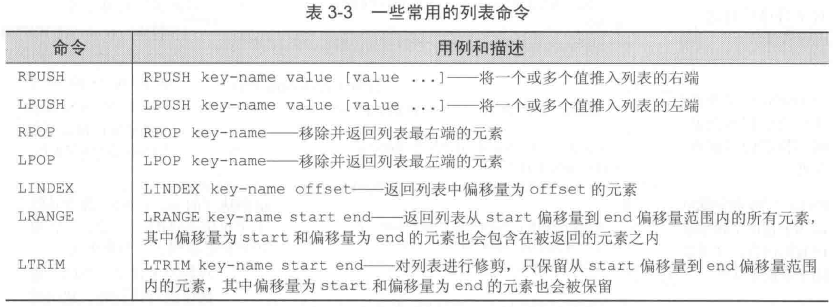 表 3-3 一些常用的列表命令
命令 用例和描述
RPUSH RPUSH key-name value [value ...]——将一个或多个值推入列表的右端
LPUSH LPUSH key-name value [value ...]——将一个或多个值推入列表的左端
RPOP RPOP key-name——移除并返回列表最右端的元素
LPOP LPOP key-name——移除并返回列表最左端的元素
LINDEX LINDEX key-name offset——返回列表中偏移量为 offset 的元素
LRANGE LRANGE key-name start end——返回列表从 start 偏移量到 end 偏移量范围内的所有元素，
其中偏移量为 start 和偏移量为 end 的元素也会包含在被返回的元素之内
LTRIM LTRIM key-name start end——对列表进行修剪，只保留从 start 偏移量到 end 偏移量范围
内的元素，其中偏移量为 start 和偏移量为 end 的元素也会被保留